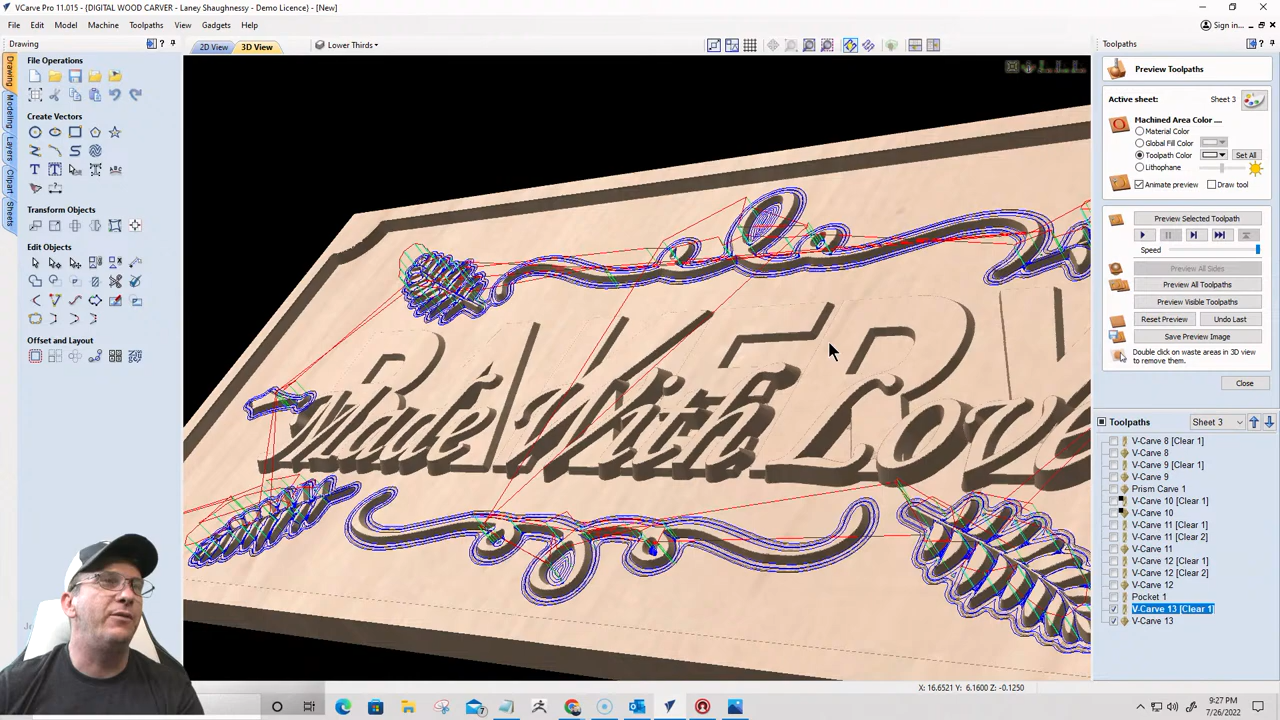 VCarve Pro 11.015 - {DIGITAL WOOD CARVER - Laney Shaughnessy - Demo Licence} - [New]
File Edit Model Machine Toolpaths View Gadgets Help
Sign in...
Drawing
2D View 3D View Lower Thirds
Toolpaths
File Operations
Create Vectors
Transform Objects
Edit Objects
Offset and Layout
Drawing
Modeling
Layers
Clipart
Sheets
Made With Love
Preview Toolpaths
Active sheet: Sheet 3
Machined Area Color ....
Material Color
Global Fill Color
Toolpath Color Set All
Lithophane
Animate preview Draw tool
Preview Selected Toolpath
Speed
Preview All Sides
Preview All Toolpaths
Preview Visible Toolpaths
Reset Preview Undo Last
Save Preview Image
Double click on waste areas in 3D view
to remove them.
Close
Toolpaths Sheet 3
V-Carve 8 [Clear 1]
V-Carve 8
V-Carve 9 [Clear 1]
V-Carve 9
Prism Carve 1
V-Carve 10 [Clear 1]
V-Carve 10
V-Carve 11 [Clear 1]
V-Carve 11 [Clear 2]
V-Carve 11
V-Carve 12 [Clear 1]
V-Carve 12 [Clear 2]
V-Carve 12
Pocket 1
V-Carve 13 [Clear 1]
V-Carve 13
X: 16.6521 Y: 6.1600 Z: -0.1250
9:27 PM
7/26/2022